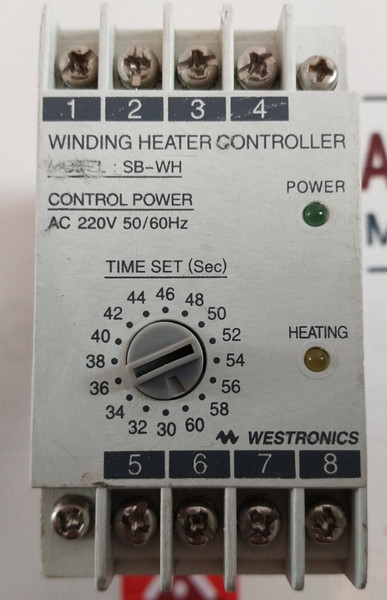 1 2 3 4
WINDING HEATER CONTROLLER
: SB-WH
CONTROL POWER
AC 220V 50/60Hz
POWER
TIME SET (Sec)
44 46 48
42 50
40 52
38 54
36 56
34 58
32 30 60
HEATING
WESTRONICS
5 6 7 8